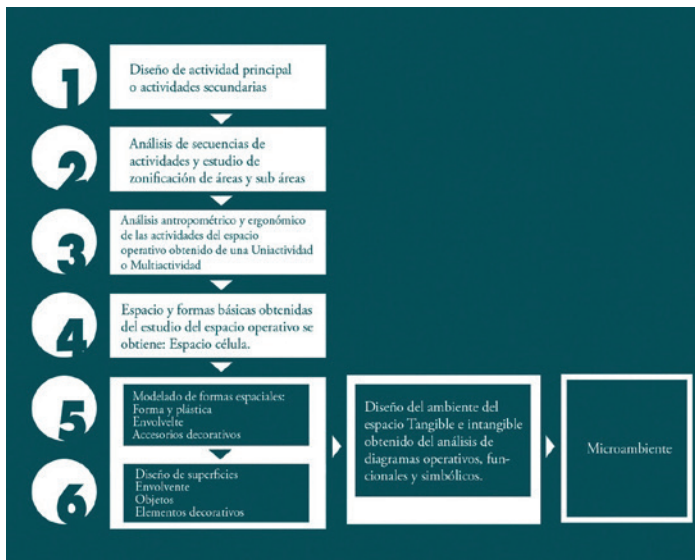 1
Diseño de actividad principal
o actividades secundarias
2
Análisis de secuencias de
actividades y estudio de
zonificación de áreas y sub áreas
3
Análisis antropométrico y ergonómico
de las actividades del espacio
operativo obtenido de una Uniactividad
o Multiactividad
4
Espacio y formas básicas obtenidas
del estudio del espacio operativo se
obtiene: Espacio célula.
5
Modelado de formas espaciales:
Forma y plástica
Envolvelte
Accesorios decorativos
6
Diseño de superficies
Envolvente
Objetos
Elementos decorativos
Diseño del ambiente del
espacio Tangible e intangible
obtenido del análisis de
diagramas operativos, fun-
cionales y simbólicos.
Microambiente